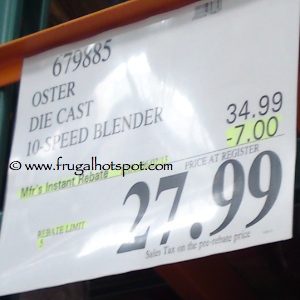 679885
OSTER
DIE CAST
10-SPEED BLENDER
34.99
-7.00
www.frugalhotspot.com
Mfr's Instant Rebate
PRICE AT REGISTER
27.99
REBATE LIMIT
5
Sales Tax on the pre-rebate price